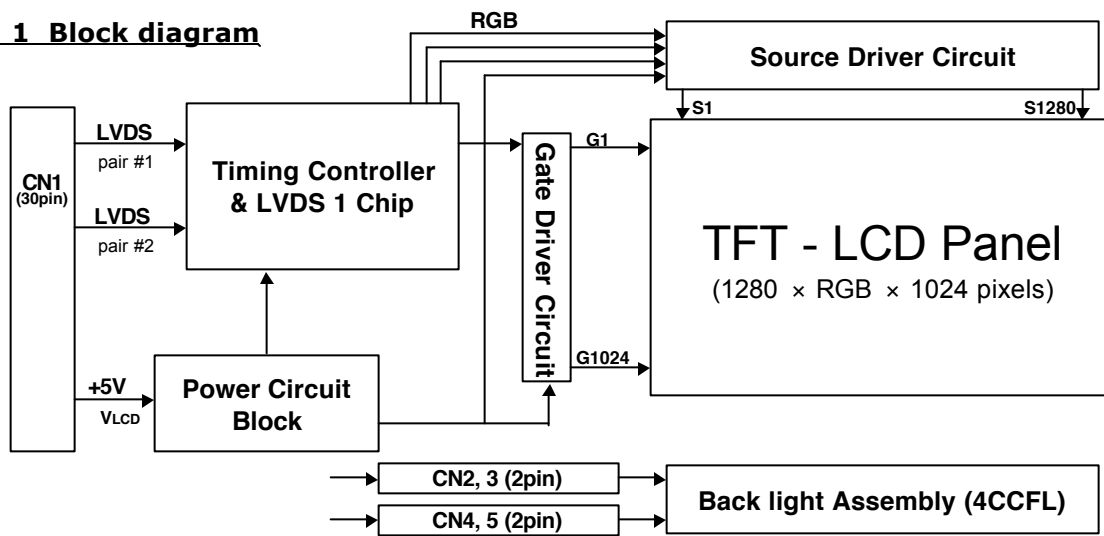 1 Block diagram
RGB
Source Driver Circuit
S1
S1280
CN1
(30pin)
LVDS
pair #1
LVDS
pair #2
Timing Controller
& LVDS 1 Chip
Gate Driver Circuit
G1
G1024
TFT - LCD Panel
(1280 × RGB × 1024 pixels)
+5V
VLCD
Power Circuit
Block
CN2, 3 (2pin)
CN4, 5 (2pin)
Back light Assembly (4CCFL)